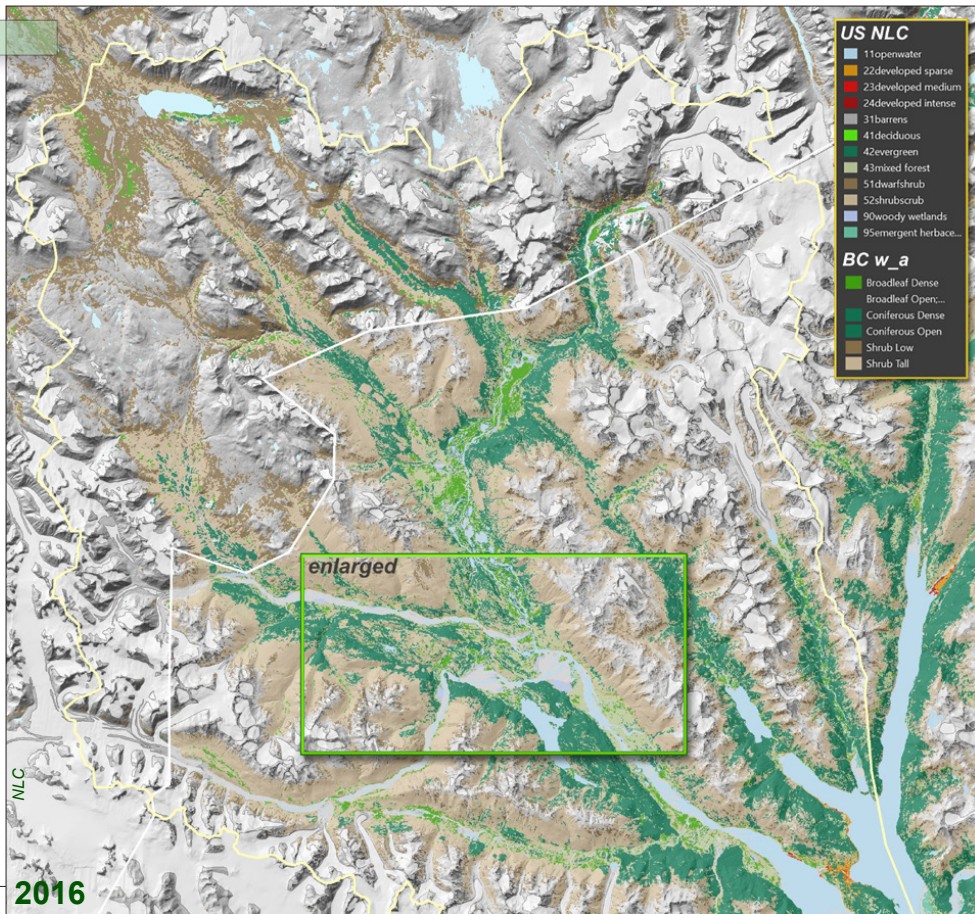 US NLC
11openwater
22developed sparse
23developed medium
24developed intense
31barrens
41deciduous
42evergreen
43mixed forest
51dwarfshrub
52shrubscrub
90woody wetlands
95emergent herbace...
BC w_a
Broadleaf Dense
Broadleaf Open;...
Coniferous Dense
Coniferous Open
Shrub Low
Shrub Tall
enlarged
NLC
2016